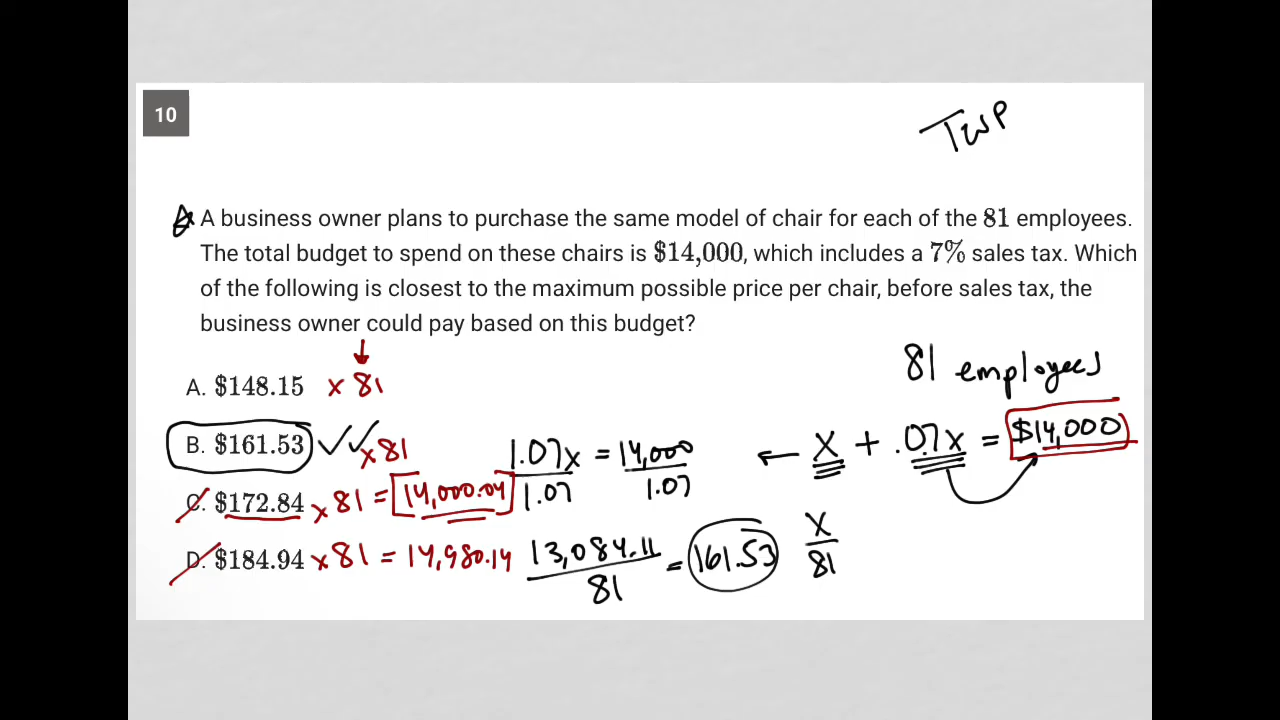 10
TWP
A business owner plans to purchase the same model of chair for each of the 81 employees.
The total budget to spend on these chairs is $14,000, which includes a 7% sales tax. Which
of the following is closest to the maximum possible price per chair, before sales tax, the
business owner could pay based on this budget?
81 employees
A. $148.15 x 81
B. $161.53 ✓✓ x 81
1.07x = 14,000
1.07 1.07
← x + .07x = $14,000
C. $172.84 x 81 = 14,000.04
D. $184.94 x 81 = 14,980.14
13,084.11 = 161.53
81
x
81